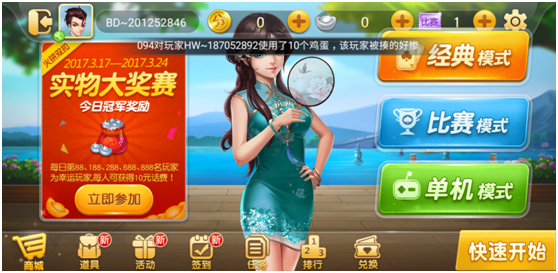 BD~201252846
0
0
比赛
1
094对玩家HW~187052892使用了10个鸡蛋，该玩家被揍的好惨
火拼双扣
2017.3.17——2017.3.24
实物大奖赛
今日冠军奖励
每日第88、188、288、688、888名玩家
为幸运玩家,每人可获得10元话费！
立即参加
经典模式
比赛模式
单机模式
商城
道具
新
活动
新
签到
新
任务
排行
兑换
快速开始